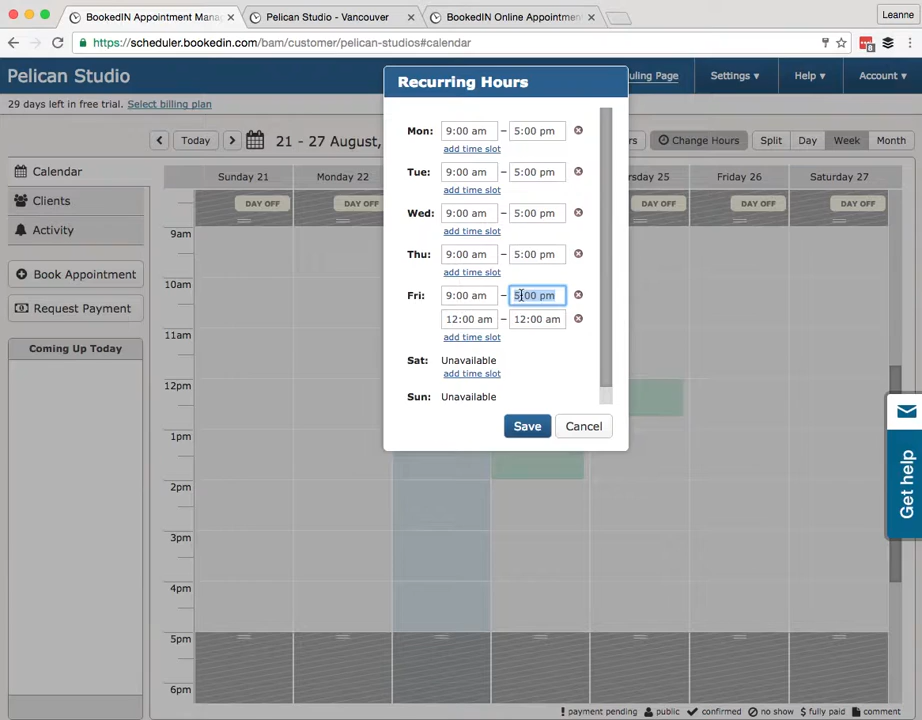 BookedIN Appointment Mana
Pelican Studio - Vancouver
BookedIN Online Appointmen
Leanne
https://scheduler.bookedin.com/bam/customer/pelican-studios#calendar
8
Pelican Studio
uling Page
Settings
Help
Account
29 days left in free trial. Select billing plan
Recurring Hours
Today
21 - 27 August,
rs
Change Hours
Split
Day
Week
Month
Calendar
Clients
Activity
Book Appointment
Request Payment
Coming Up Today
Sunday 21
Monday 22
rsday 25
Friday 26
Saturday 27
DAY OFF
DAY OFF
DAY OFF
DAY OFF
DAY OFF
9am
10am
11am
12pm
1pm
2pm
3pm
4pm
5pm
6pm
Mon: 9:00 am – 5:00 pm
add time slot
Tue: 9:00 am – 5:00 pm
add time slot
Wed: 9:00 am – 5:00 pm
add time slot
Thu: 9:00 am – 5:00 pm
add time slot
Fri: 9:00 am – 5:00 pm
12:00 am – 12:00 am
add time slot
Sat: Unavailable
add time slot
Sun: Unavailable
Save
Cancel
Get help
payment pending
public
confirmed
no show
$ fully paid
comment